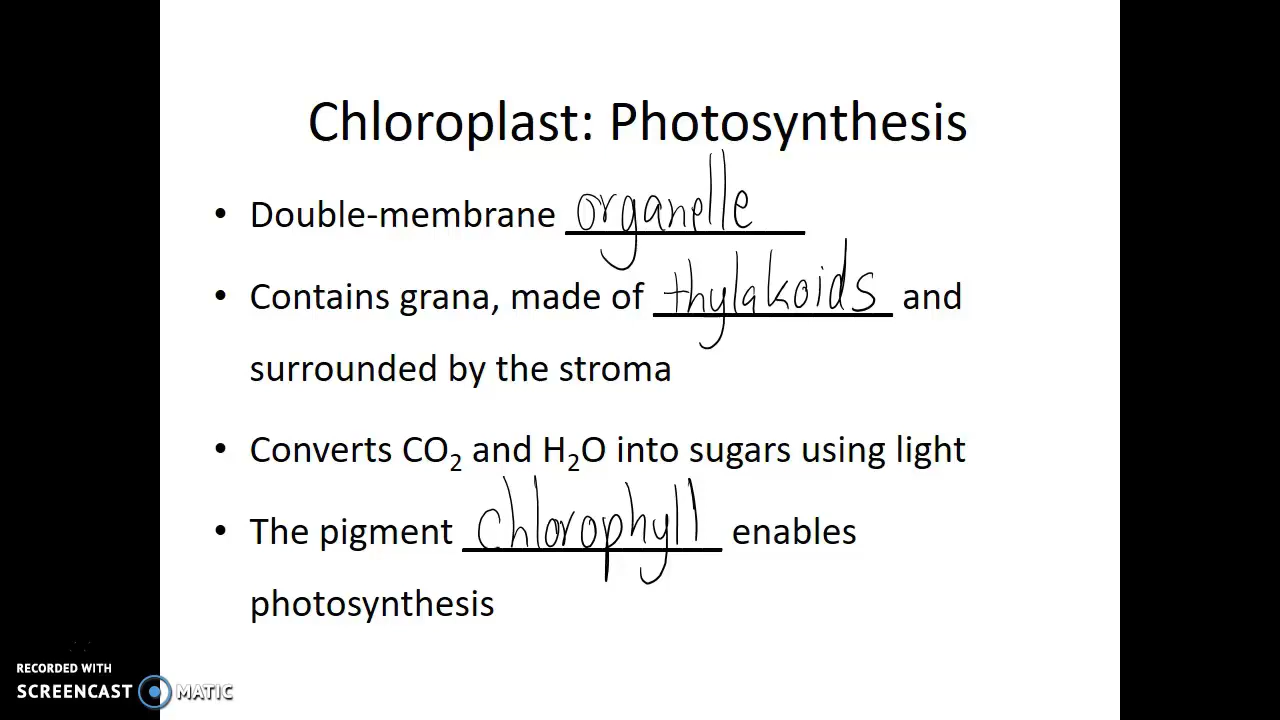 Chloroplast: Photosynthesis
• Double-membrane organelle
• Contains grana, made of thylakoids and
surrounded by the stroma
• Converts CO₂ and H₂O into sugars using light
• The pigment chlorophyll enables
photosynthesis
RECORDED WITH
SCREENCAST MATIC